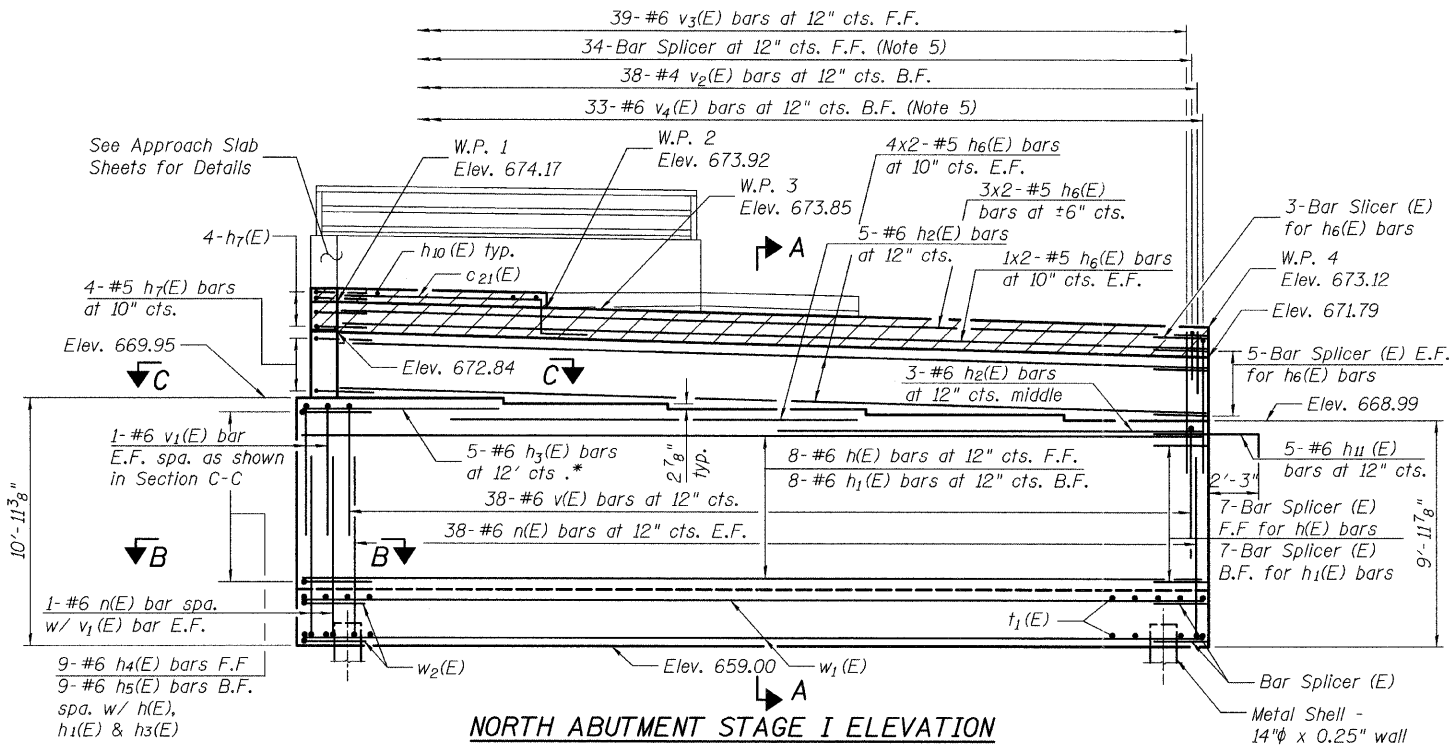 39- #6 v3(E) bars at 12" cts. F.F.
34-Bar Splicer at 12" cts. F.F. (Note 5)
38- #4 v2(E) bars at 12" cts. B.F.
33- #6 v4(E) bars at 12" cts. B.F. (Note 5)
See Approach Slab
Sheets for Details
W.P. 1
Elev. 674.17
W.P. 2
Elev. 673.92
W.P. 3
Elev. 673.85
4x2- #5 h6(E) bars
at 10" cts. E.F.
3x2- #5 h6(E)
bars at ±6" cts.
3-Bar Slicer (E)
for h6(E) bars
4-h7(E)
h10(E) typ.
c21(E)
A
5- #6 h2(E) bars
at 12" cts.
1x2- #5 h6(E) bars
at 10" cts. E.F.
W.P. 4
Elev. 673.12
4- #5 h7(E) bars
at 10" cts.
Elev. 671.79
Elev. 669.95
C
Elev. 672.84
C
3- #6 h2(E) bars
at 12" cts. middle
5-Bar Splicer (E) E.F.
for h6(E) bars
Elev. 668.99
1- #6 v1(E) bar
E.F. spa. as shown
in Section C-C
5- #6 h3(E) bars
at 12' cts .*
2 7/8"
typ.
8- #6 h(E) bars at 12" cts. F.F.
8- #6 h1(E) bars at 12" cts. B.F.
5- #6 h11 (E)
bars at 12" cts.
2'-3"
10'-11 3/8"
38- #6 v(E) bars at 12" cts.
38- #6 n(E) bars at 12" cts. E.F.
7-Bar Splicer (E)
F.F for h(E) bars
7-Bar Splicer (E)
B.F. for h1(E) bars
9'-11 7/8"
B
B
1- #6 n(E) bar spa.
w/ v1(E) bar E.F.
t1(E)
9- #6 h4(E) bars F.F
9- #6 h5(E) bars B.F.
spa. w/ h(E),
h1(E) & h3(E)
w2(E)
Elev. 659.00
w1(E)
A
Bar Splicer (E)
Metal Shell -
14"φ x 0.25" wall
NORTH ABUTMENT STAGE I ELEVATION